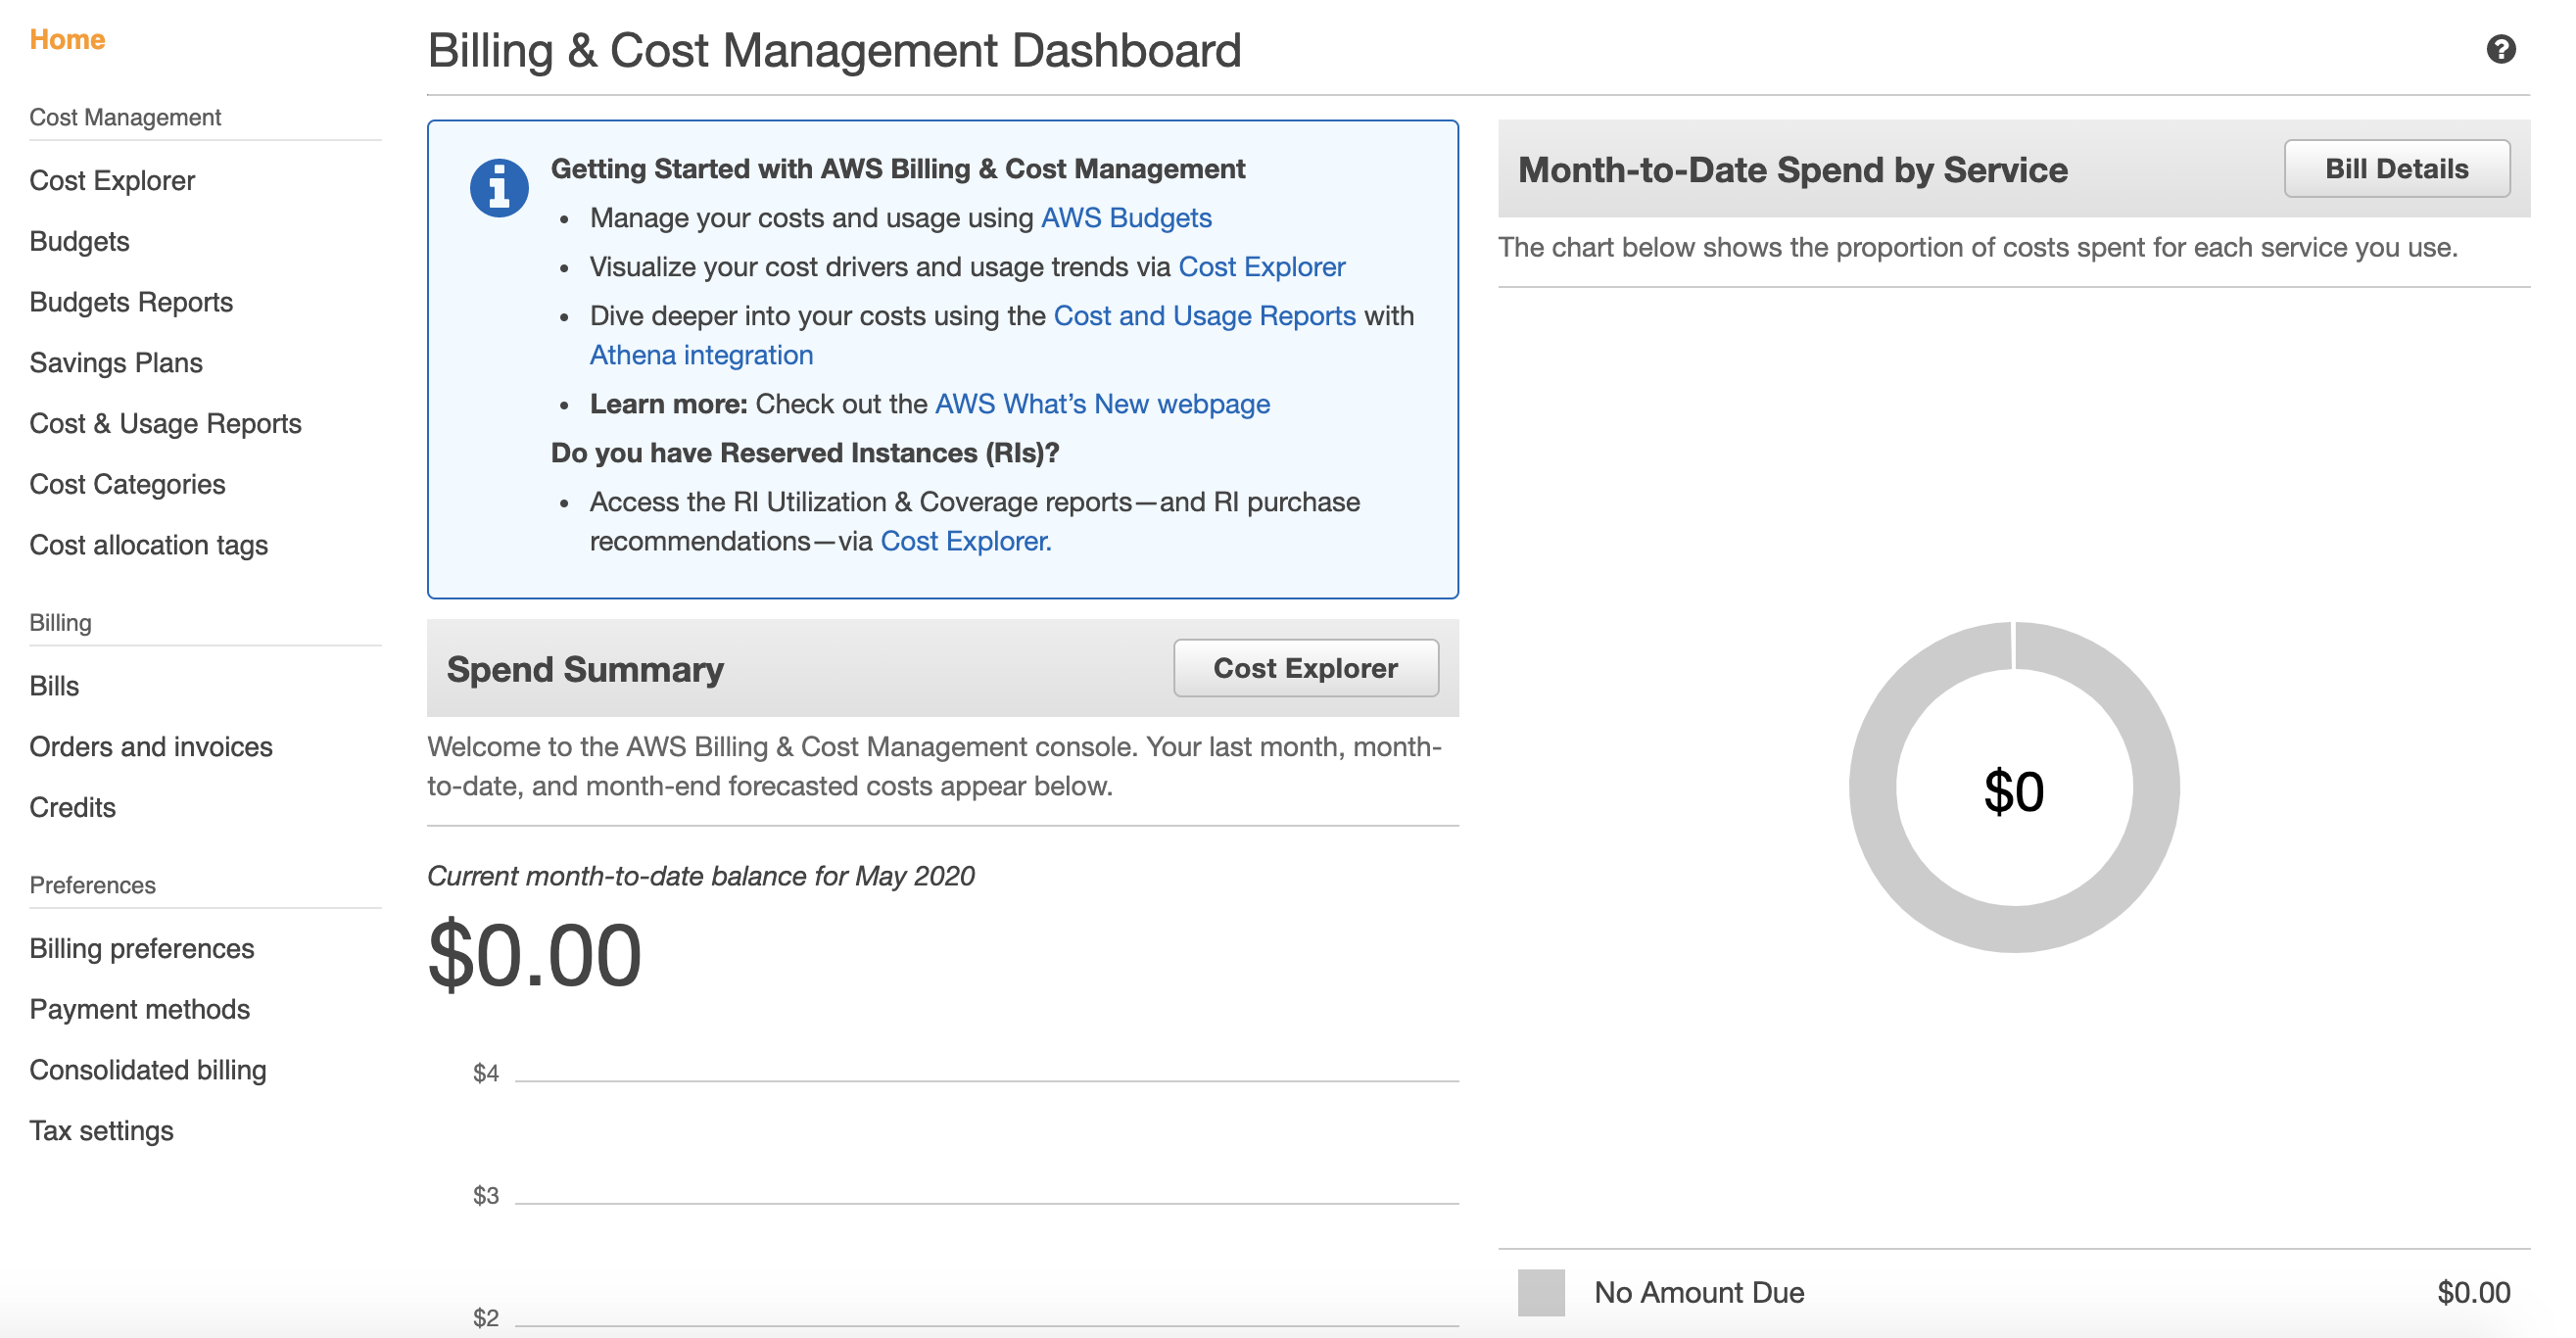 Home
Cost Management
Cost Explorer
Budgets
Budgets Reports
Savings Plans
Cost & Usage Reports
Cost Categories
Cost allocation tags
Billing
Bills
Orders and invoices
Credits
Preferences
Billing preferences
Payment methods
Consolidated billing
Tax settings
Billing & Cost Management Dashboard
?
Getting Started with AWS Billing & Cost Management
• Manage your costs and usage using AWS Budgets
• Visualize your cost drivers and usage trends via Cost Explorer
• Dive deeper into your costs using the Cost and Usage Reports with
Athena integration
• Learn more: Check out the AWS What’s New webpage
Do you have Reserved Instances (RIs)?
• Access the RI Utilization & Coverage reports—and RI purchase
recommendations—via Cost Explorer.
Spend Summary
Cost Explorer
Welcome to the AWS Billing & Cost Management console. Your last month, month-
to-date, and month-end forecasted costs appear below.
Current month-to-date balance for May 2020
$0.00
$4
$3
$2
Month-to-Date Spend by Service
Bill Details
The chart below shows the proportion of costs spent for each service you use.
$0
No Amount Due $0.00